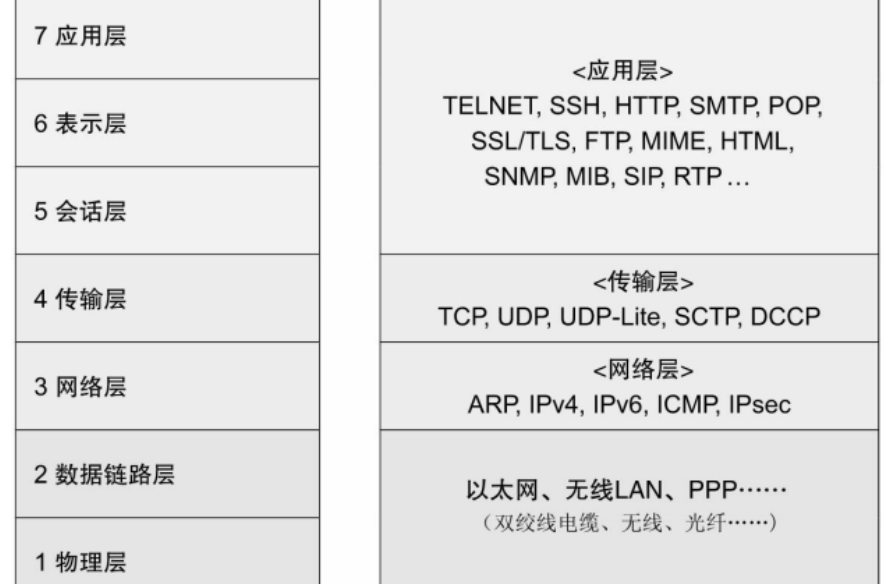 7 应用层
6 表示层
5 会话层
4 传输层
3 网络层
2 数据链路层
1 物理层
<应用层>
TELNET, SSH, HTTP, SMTP, POP,
SSL/TLS, FTP, MIME, HTML,
SNMP, MIB, SIP, RTP…
<传输层>
TCP, UDP, UDP-Lite, SCTP, DCCP
<网络层>
ARP, IPv4, IPv6, ICMP, IPsec
以太网、无线LAN、PPP……
（双绞线电缆、无线、光纤……）